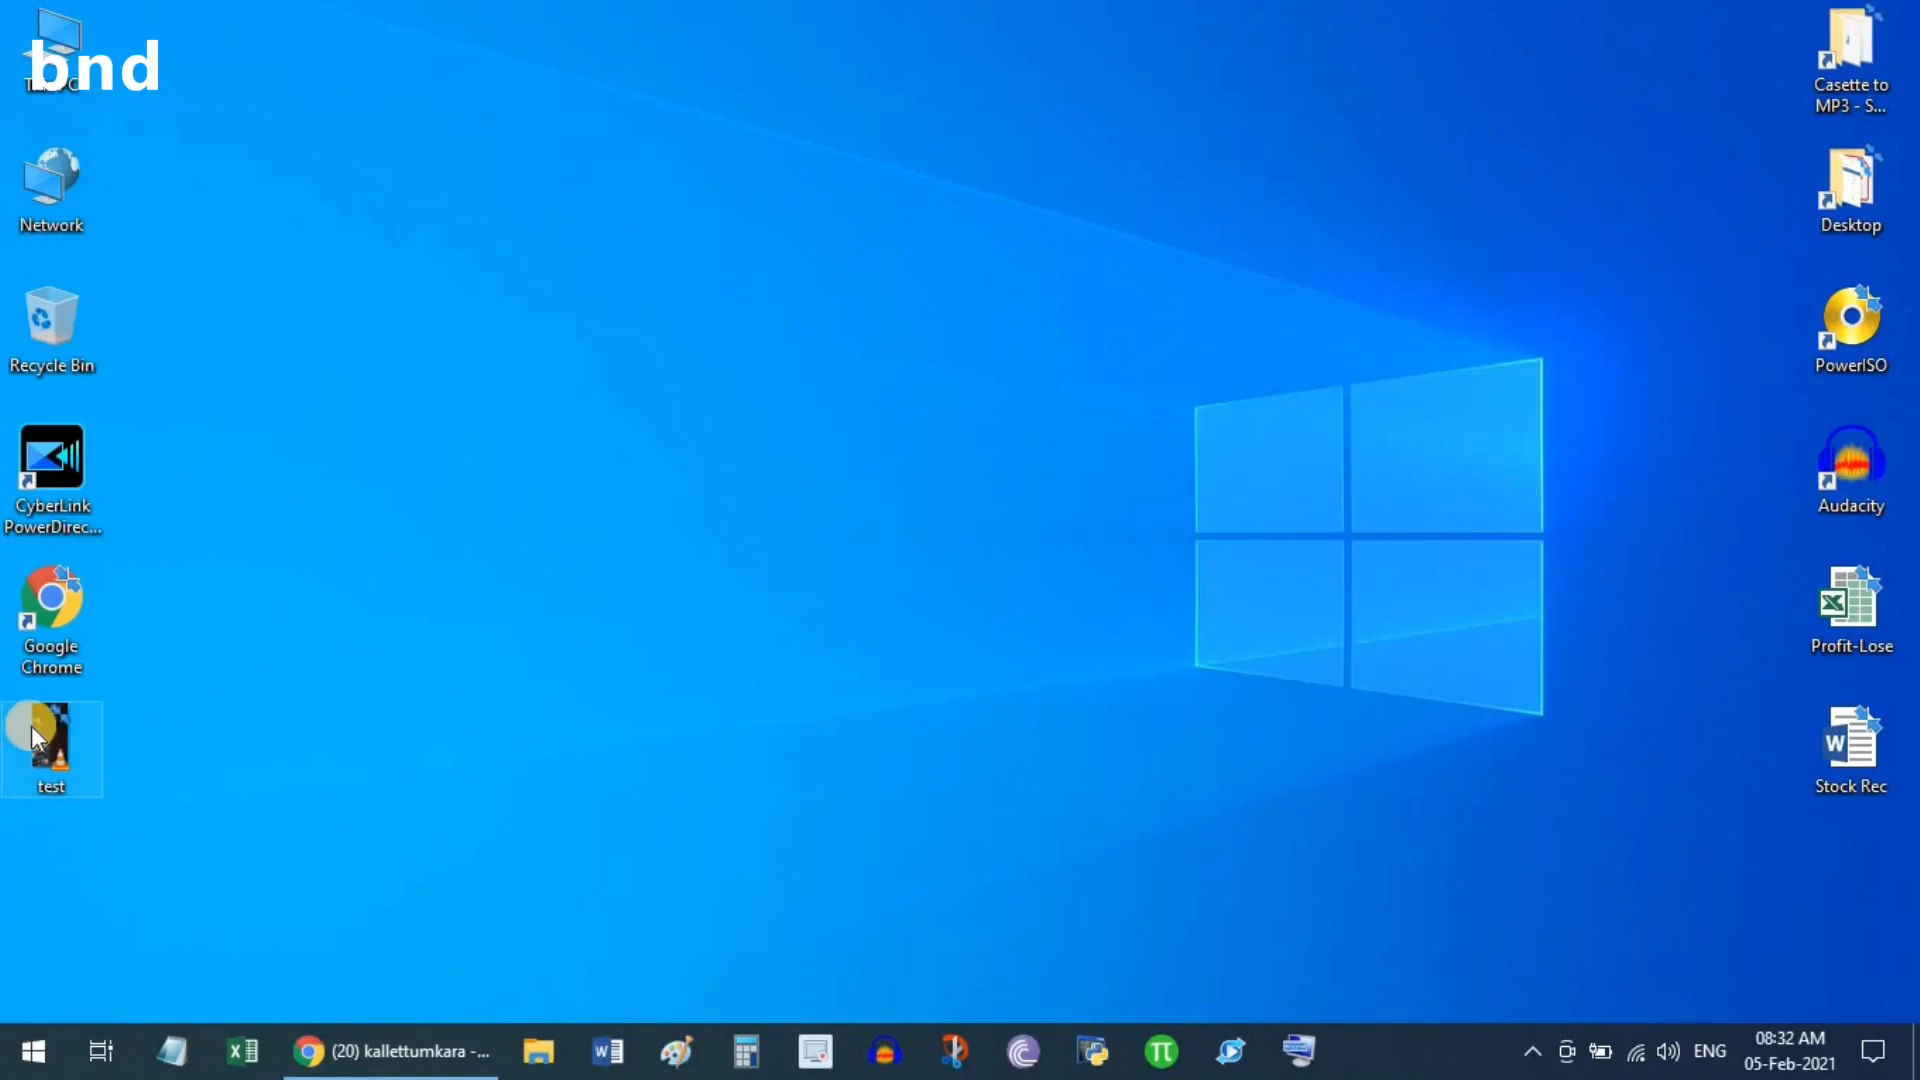 bnd
Network
Recycle Bin
CyberLink
PowerDirec...
Google
Chrome
test
Casette to
MP3 - S...
Desktop
PowerISO
Audacity
Profit-Lose
Stock Rec
(20) kallettumkara -...
ENG
08:32 AM
05-Feb-2021